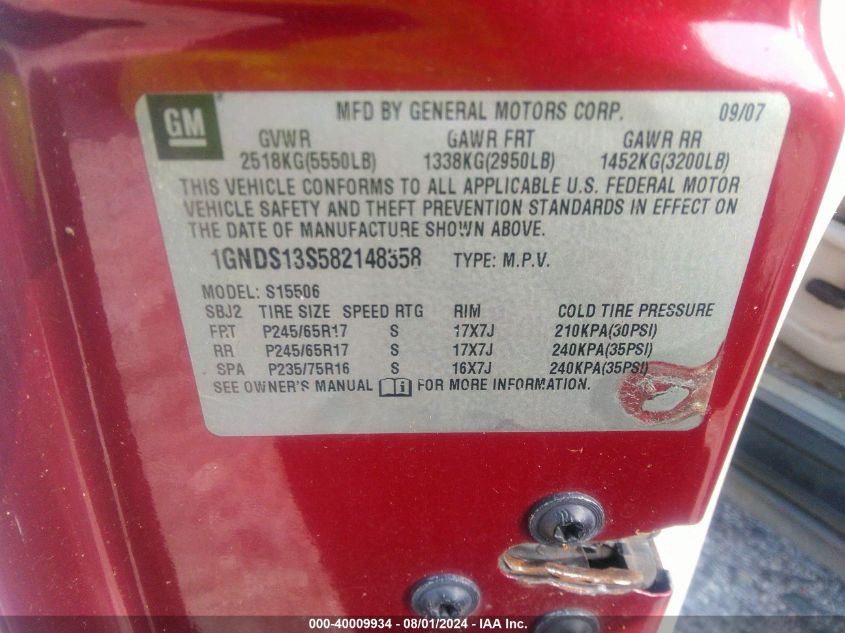 GM
MFD BY GENERAL MOTORS CORP. 09/07
GVWR GAWR FRT GAWR RR
2518KG(5550LB) 1338KG(2950LB) 1452KG(3200LB)
THIS VEHICLE CONFORMS TO ALL APPLICABLE U.S. FEDERAL MOTOR
VEHICLE SAFETY AND THEFT PREVENTION STANDARDS IN EFFECT ON
THE DATE OF MANUFACTURE SHOWN ABOVE.
1GNDS13S582148358 TYPE: M.P.V.
MODEL: S15506
SBJ2 TIRE SIZE SPEED RTG RIM COLD TIRE PRESSURE
FRT P245/65R17 S 17X7J 210KPA(30PSI)
RR P245/65R17 S 17X7J 240KPA(35PSI)
SPA P235/75R16 S 16X7J 240KPA(35PSI)
SEE OWNER'S MANUAL i FOR MORE INFORMATION.
000-40009934 - 08/01/2024 - IAA Inc.